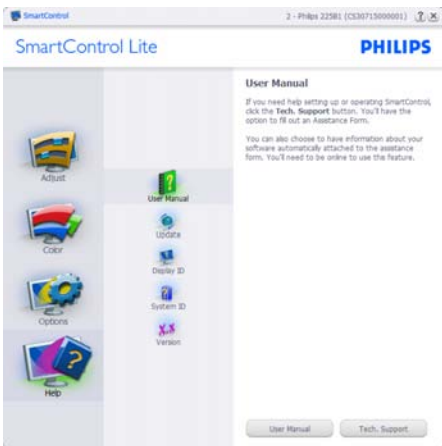 SmartControl
2 - Philips 225B1 (CS30715000001)
SmartControl Lite
PHILIPS
Adjust
Color
Options
Help
User Manual
Update
Display ID
System ID
Version
User Manual
If you need help setting up or operating SmartControl,
click the Tech. Support button. You'll have the
option to fill out an Assistance Form.
You can also choose to have information about your
software automatically attached to the assistance
form. You'll need to be online to use this feature.
User Manual
Tech. Support